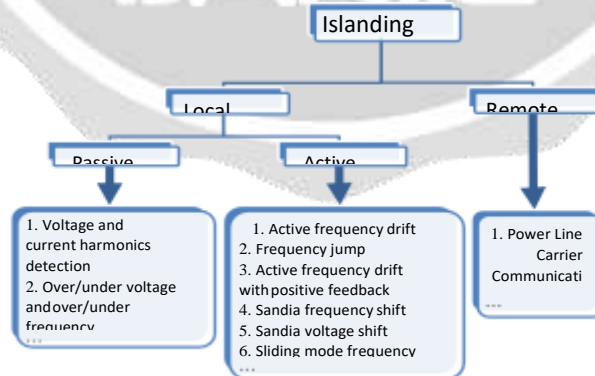 Islanding
Local
Remote
Passive
Active
1. Voltage and
current harmonics
detection
2. Over/under voltage
andover/under
frequency
...
1. Active frequency drift
2. Frequency jump
3. Active frequency drift
with positive feedback
4. Sandia frequency shift
5. Sandia voltage shift
6. Sliding mode frequency
...
1. Power Line
Carrier
Communicati
...